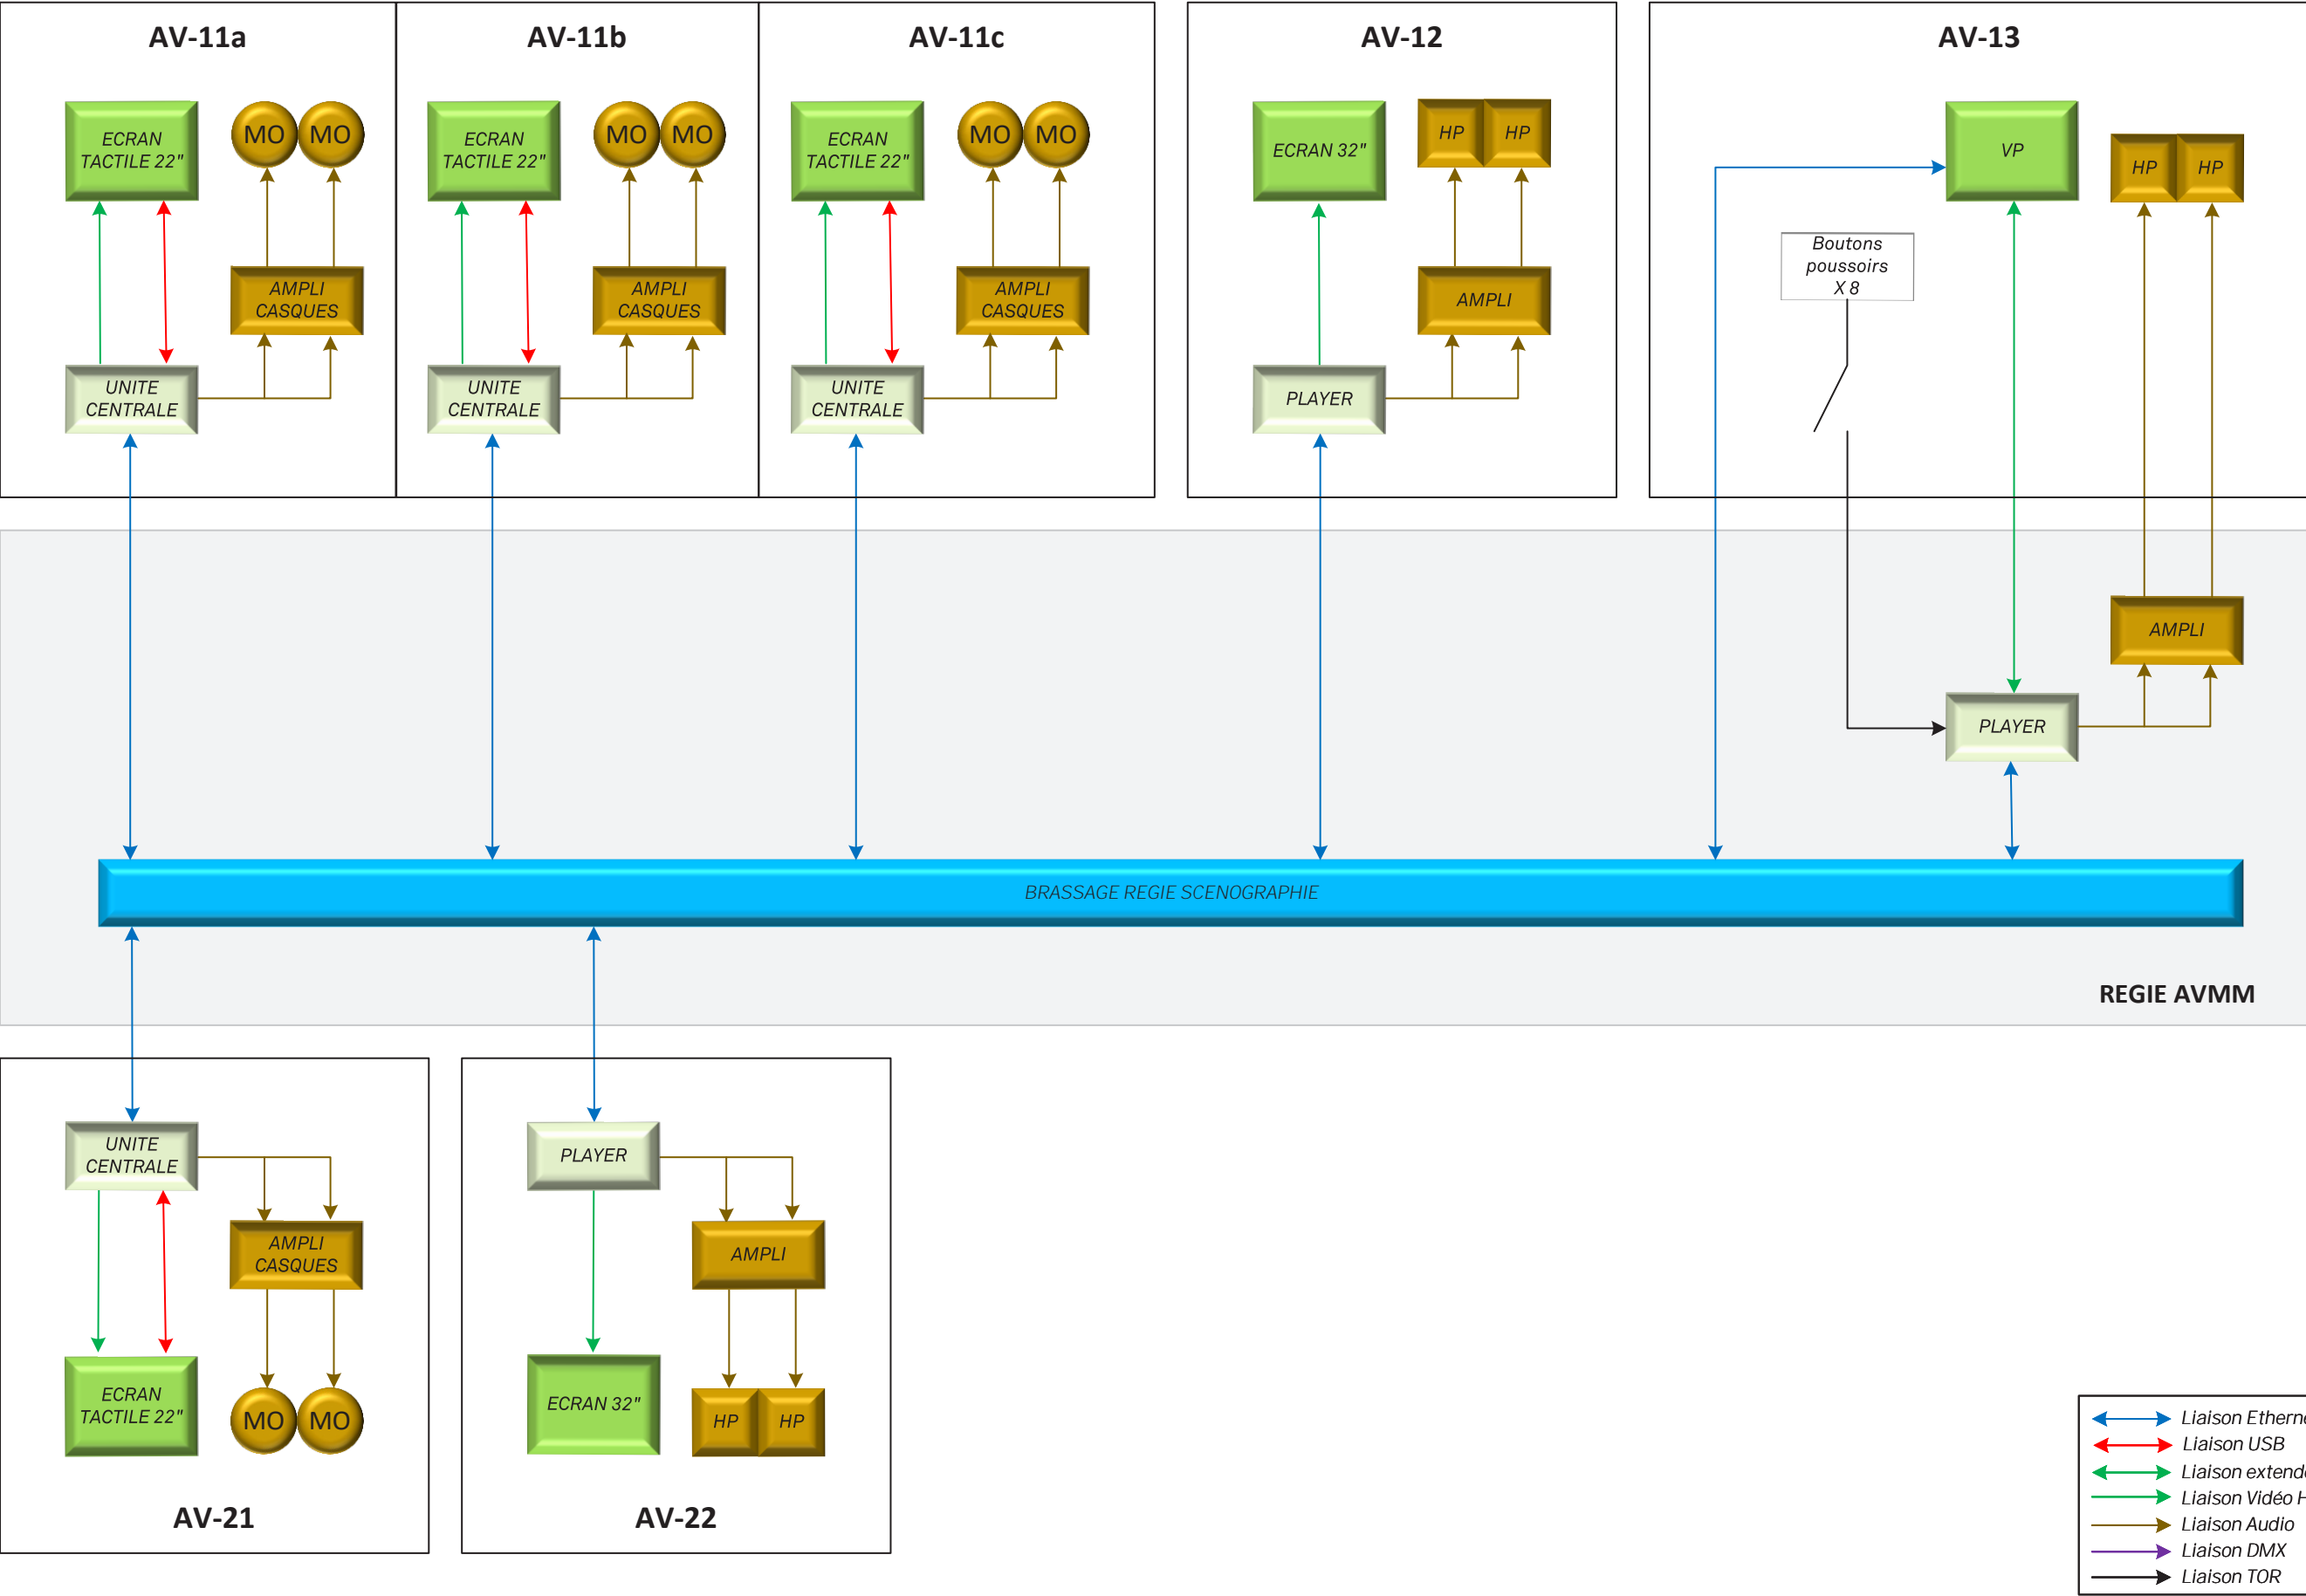 AV-11a
AV-11b
AV-11c
AV-12
AV-13
ECRAN
TACTILE 22"
MO
MO
AMPLI
CASQUES
UNITE
CENTRALE
ECRAN
TACTILE 22"
MO
MO
AMPLI
CASQUES
UNITE
CENTRALE
ECRAN
TACTILE 22"
MO
MO
AMPLI
CASQUES
UNITE
CENTRALE
ECRAN 32"
HP
HP
AMPLI
PLAYER
VP
HP
HP
Boutons
poussoirs
X 8
AMPLI
PLAYER
BRASSAGE REGIE SCENOGRAPHIE
REGIE AVMM
UNITE
CENTRALE
AMPLI
CASQUES
ECRAN
TACTILE 22"
MO
MO
AV-21
PLAYER
AMPLI
ECRAN 32"
HP
HP
AV-22
Liaison
Liaison USB
Liaison
Liaison Vidéo
Liaison Audio
Liaison DMX
Liaison TOR